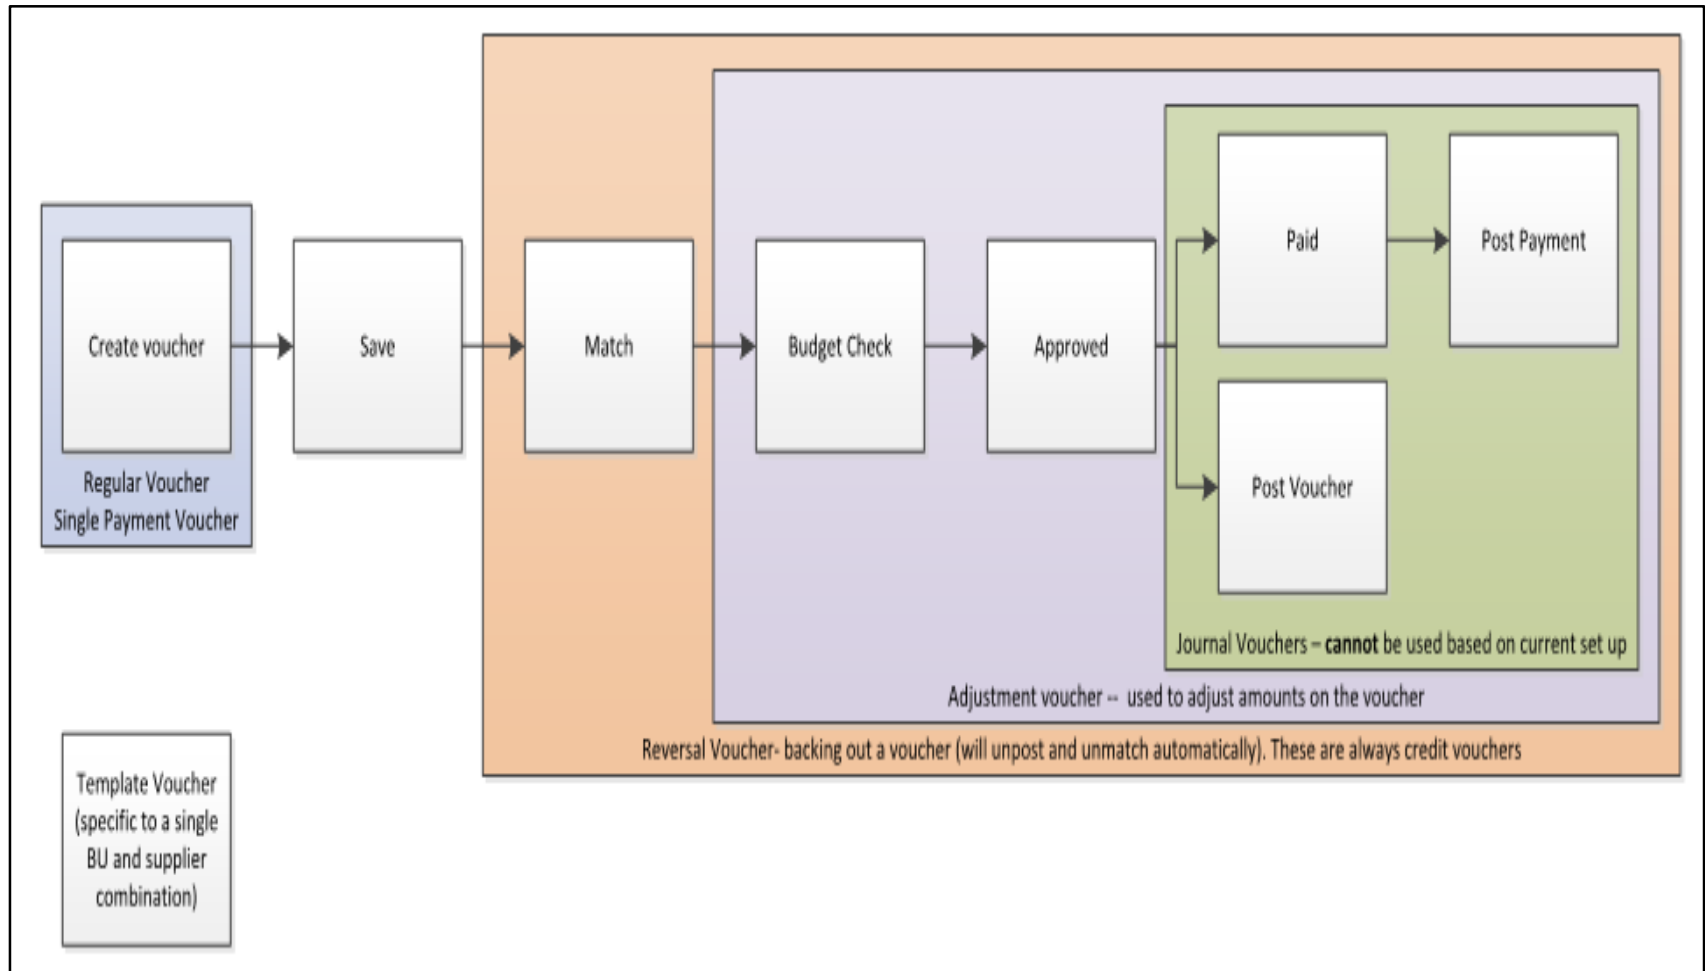 Create voucher
Regular Voucher
Single Payment Voucher
Save
Match
Budget Check
Approved
Paid
Post Payment
Post Voucher
Journal Vouchers – cannot be used based on current set up
Adjustment voucher -- used to adjust amounts on the voucher
Reversal Voucher- backing out a voucher (will unpost and unmatch automatically). These are always credit vouchers
Template Voucher
(specific to a single
BU and supplier
combination)